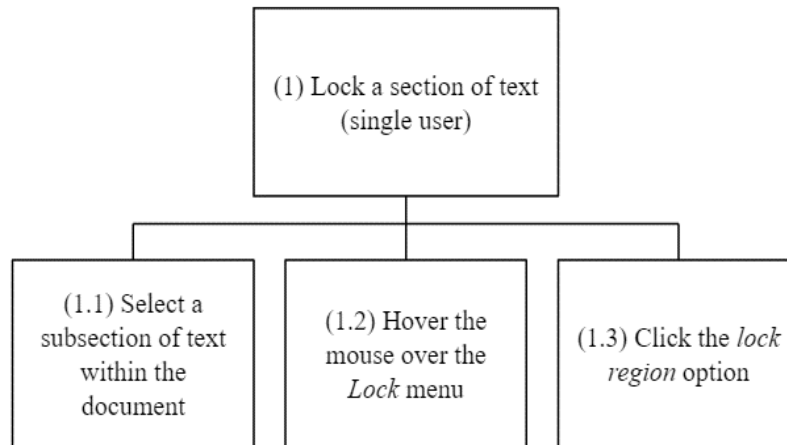 (1) Lock a section of text
(single user)
(1.1) Select a
subsection of text
within the
document
(1.2) Hover the
mouse over the
Lock menu
(1.3) Click the lock
region option